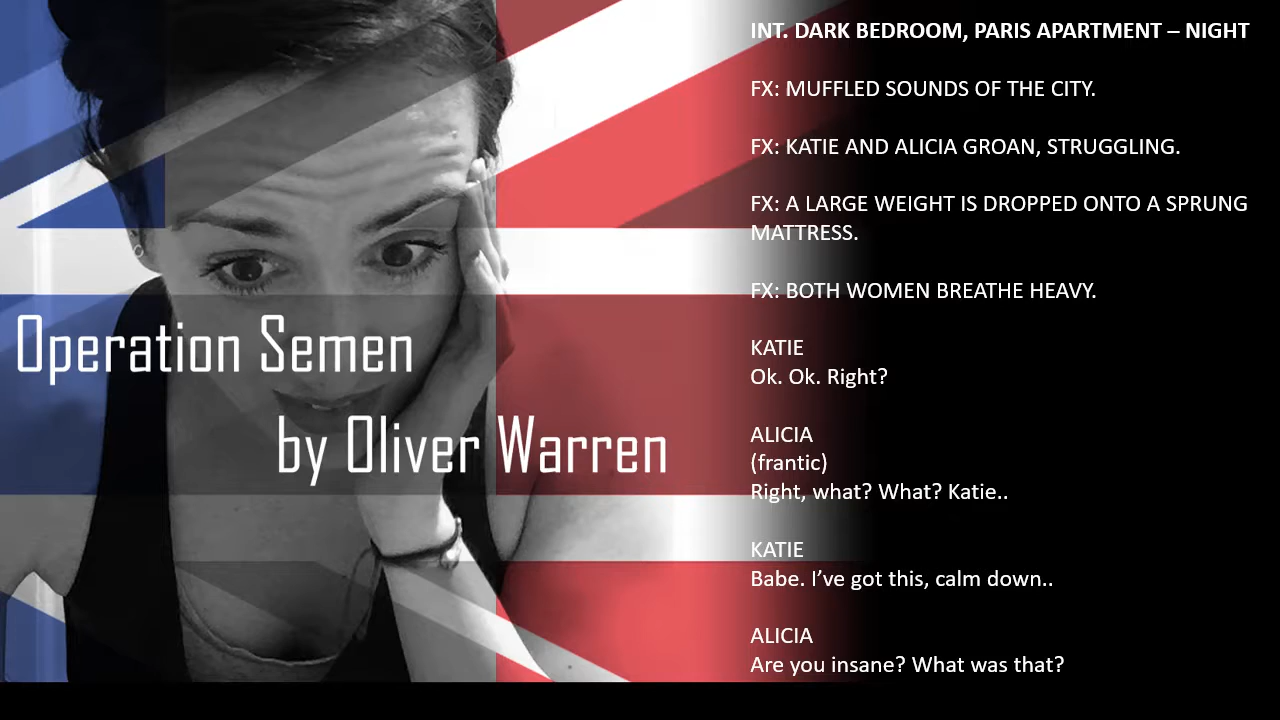 Operation Semen
by Oliver Warren
INT. DARK BEDROOM, PARIS APARTMENT – NIGHT
FX: MUFFLED SOUNDS OF THE CITY.
FX: KATIE AND ALICIA GROAN, STRUGGLING.
FX: A LARGE WEIGHT IS DROPPED ONTO A SPRUNG
MATTRESS.
FX: BOTH WOMEN BREATHE HEAVY.
KATIE
Ok. Ok. Right?
ALICIA
(frantic)
Right, what? What? Katie..
KATIE
Babe. I’ve got this, calm down..
ALICIA
Are you insane? What was that?